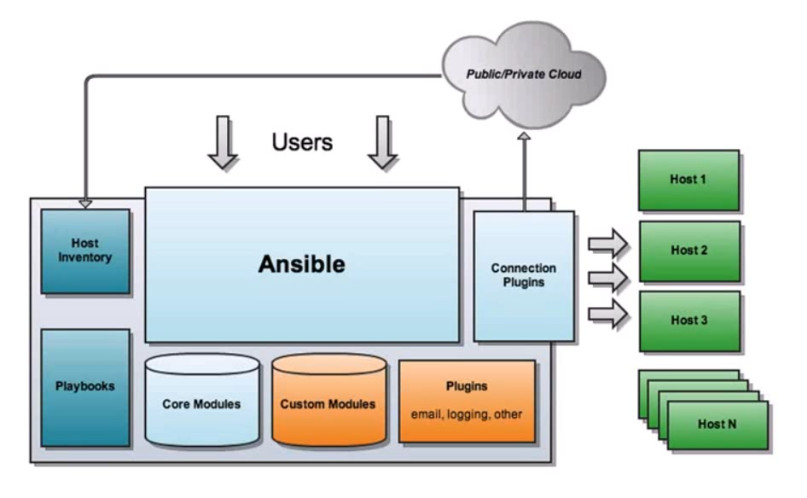 Public/Private Cloud
Users
Host 1
Host
Inventory
Ansible
Connection
Plugins
Host 2
Host 3
Playbooks
Core Modules
Custom Modules
Plugins
email, logging, other
Host N